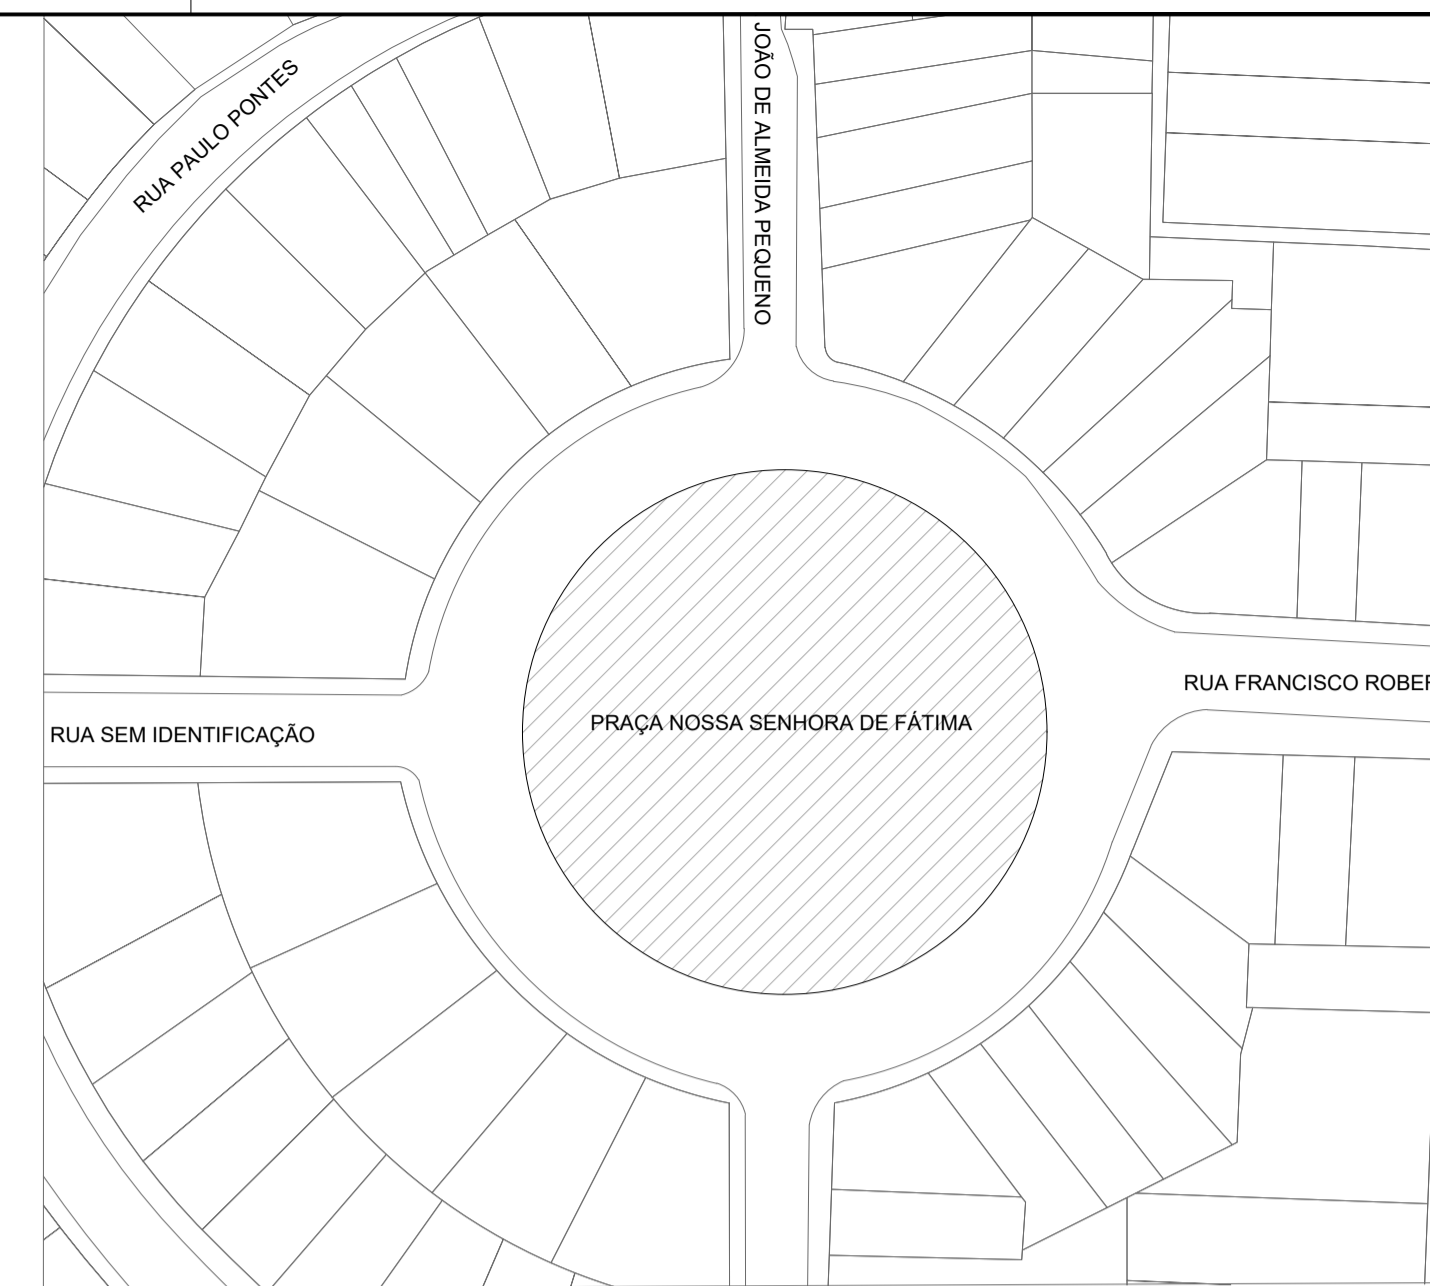 RUA PAULO PONTES
JOÃO DE ALMEIDA PEQUENO
RUA FRANCISCO ROBER
PRAÇA NOSSA SENHORA DE FÁTIMA
RUA SEM IDENTIFICAÇÃO